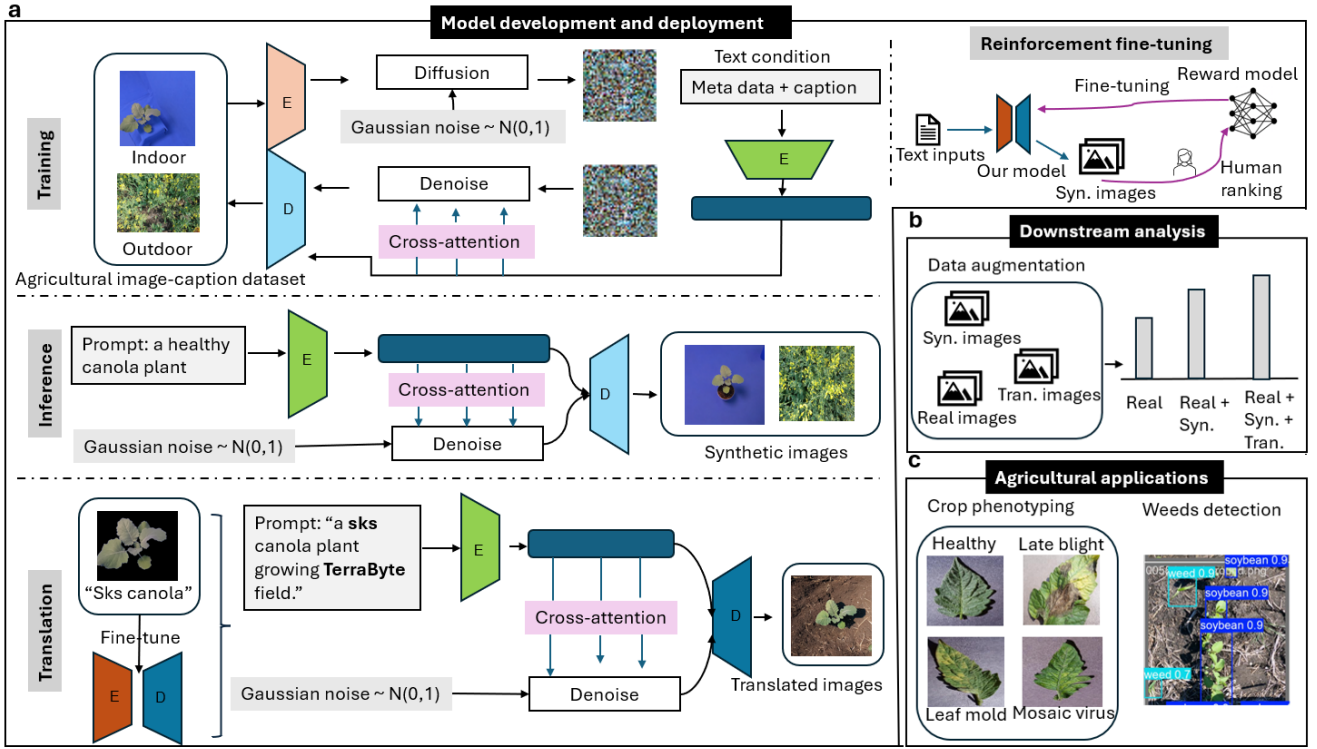 a
Model development and deployment
Training
Indoor
Outdoor
Agricultural image-caption dataset
E
D
Diffusion
Gaussian noise ~ N(0,1)
Denoise
Cross-attention
Text condition
Meta data + caption
E
Reinforcement fine-tuning
Text inputs
Our model
Syn. images
Fine-tuning
Reward model
Human
ranking
Inference
Prompt: a healthy
canola plant
E
Cross-attention
Gaussian noise ~ N(0,1)
Denoise
D
Synthetic images
Translation
“Sks canola”
Fine-tune
E
D
Prompt: “a sks
canola plant
growing TerraByte
field.”
E
Cross-attention
Gaussian noise ~ N(0,1)
Denoise
D
Translated images
b
Downstream analysis
Data augmentation
Syn. images
Tran. images
Real images
Real
Real +
Syn.
Real +
Syn. +
Tran.
c
Agricultural applications
Crop phenotyping
Healthy
Late blight
Leaf mold
Mosaic virus
Weeds detection
soybean 0.9
weed 0.9
soybean 0.9
soybean 0.9
weed 0.7